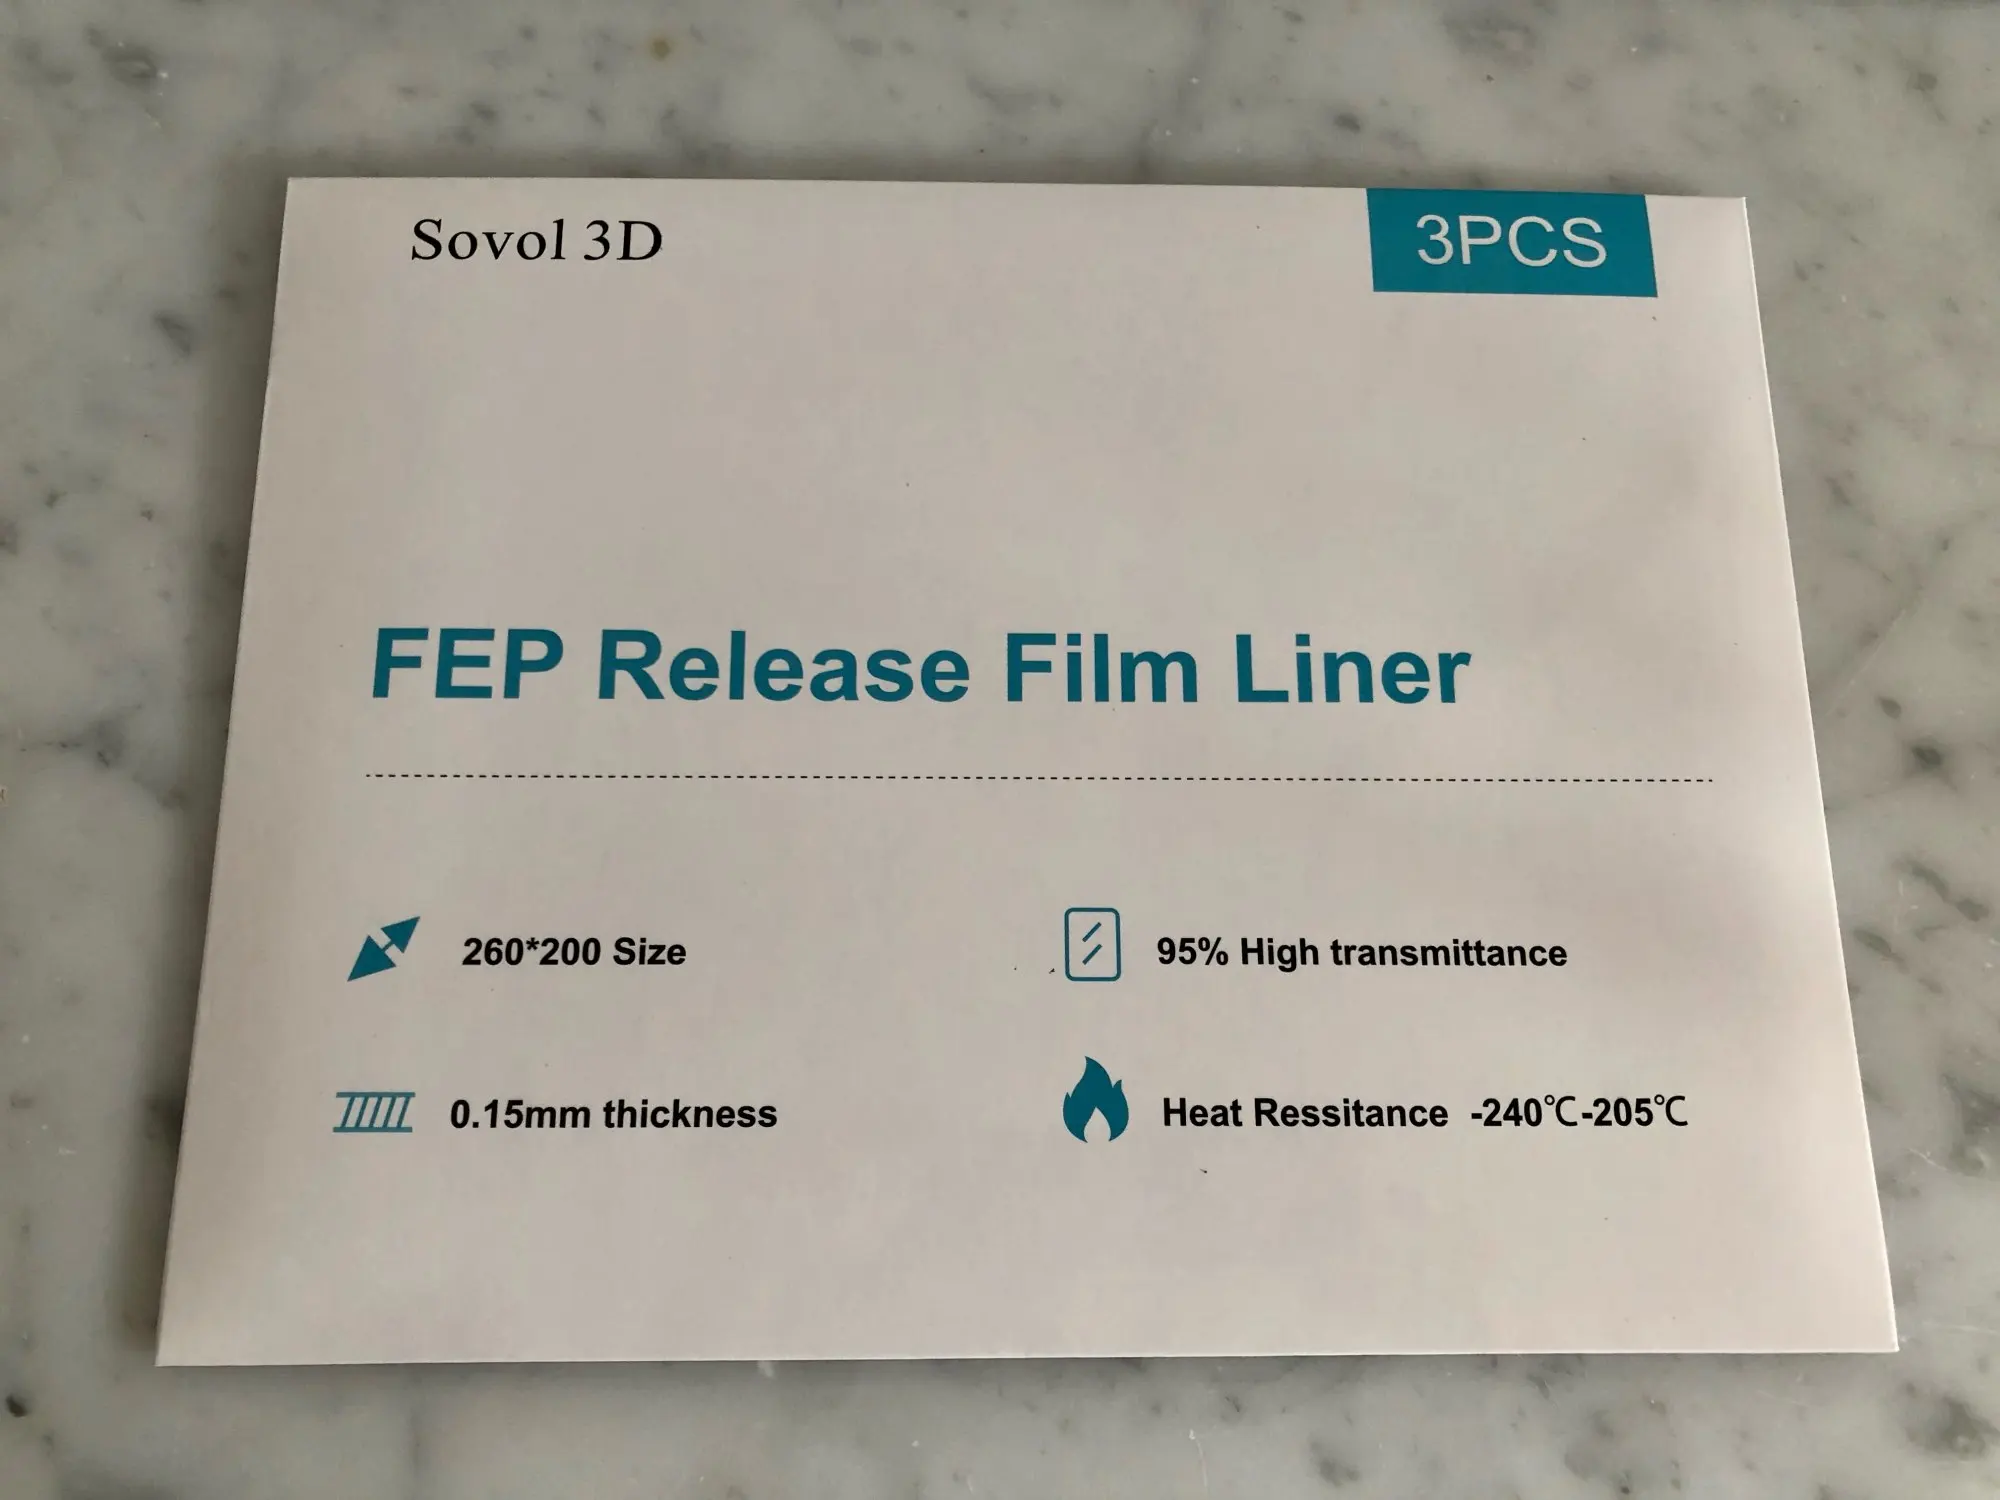 Sovol 3D
3PCS
FEP Release Film Liner
260*200 Size
95% High transmittance
0.15mm thickness
Heat Ressitance -240℃-205℃